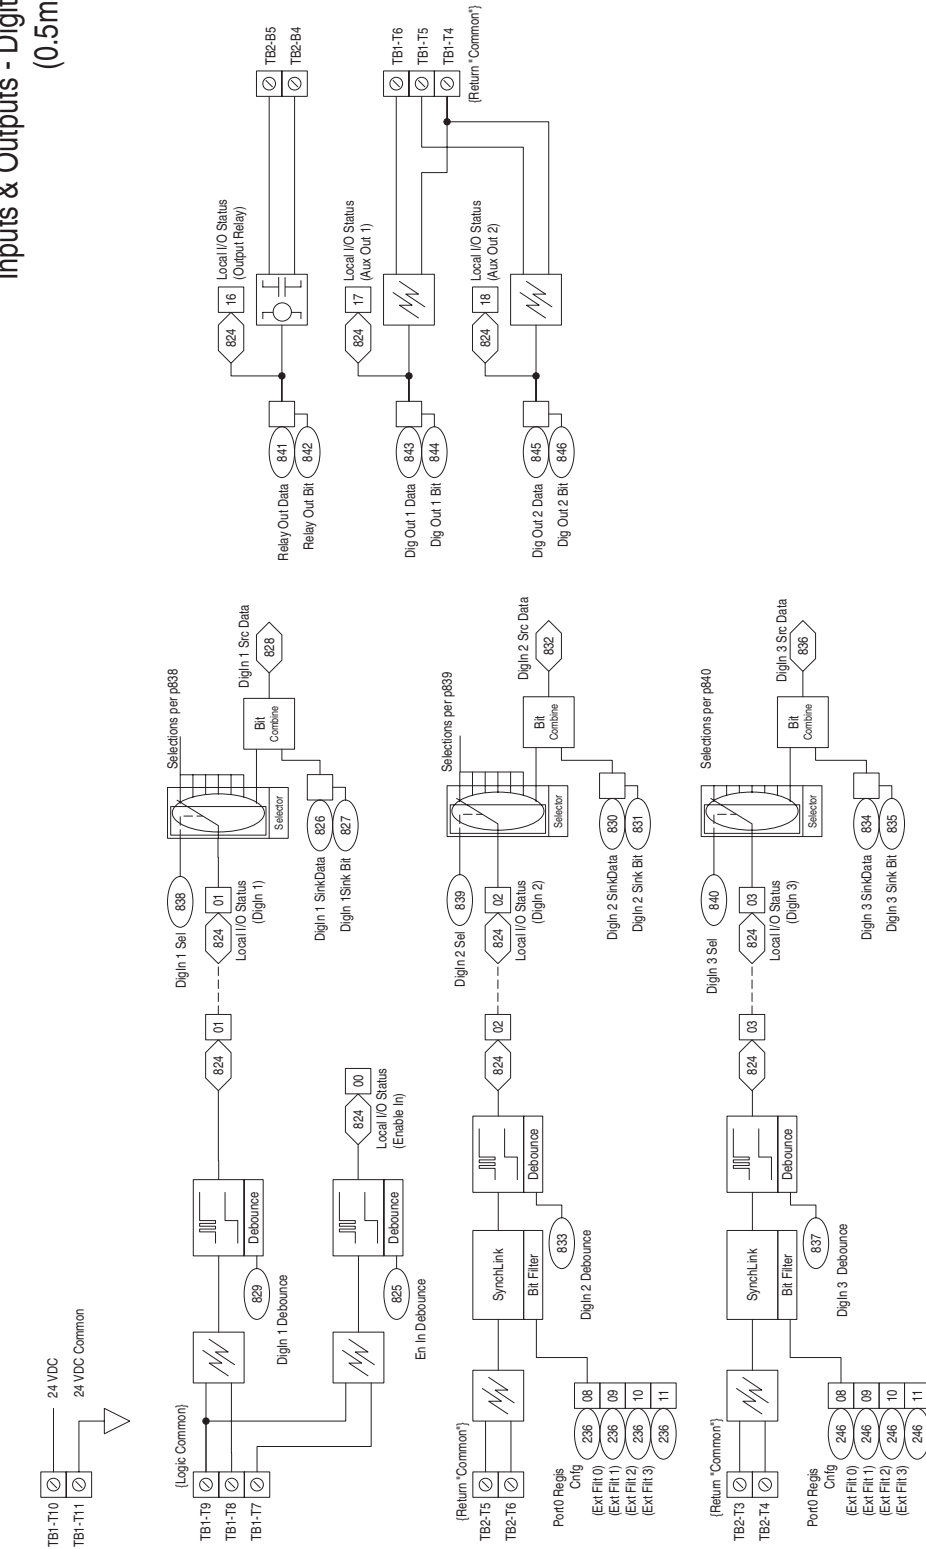 Inputs & Outputs - Digit
(0.5m
TB1-T10
24 VDC
TB1-T11
24 VDC Common
{Logic Common}
TB1-T9
TB1-T8
TB1-T7
829
Debounce
DigIn 1 Debounce
824
01
DigIn 1 Sel
838
824
01
Local I/O Status
(DigIn 1)
Selections per p838
Selector
DigIn 1 SinkData
826
DigIn 1Sink Bit
827
Bit
Combine
DigIn 1 Src Data
828
825
Debounce
En In Debounce
824
00
Local I/O Status
(Enable In)
{Return "Common"}
TB2-T5
TB2-T6
SynchLink
Bit Filter
Port0 Regis
Cnfg
(Ext Filt 0)
236
08
(Ext Filt 1)
236
09
(Ext Filt 2)
236
10
(Ext Filt 3)
236
11
833
Debounce
DigIn 2 Debounce
824
02
DigIn 2 Sel
839
824
02
Local I/O Status
(DigIn 2)
Selections per p839
Selector
DigIn 2 SinkData
830
DigIn 2 Sink Bit
831
Bit
Combine
DigIn 2 Src Data
832
{Return "Common"}
TB2-T3
TB2-T4
SynchLink
Bit Filter
Port0 Regis
Cnfg
(Ext Filt 0)
246
08
(Ext Filt 1)
246
09
(Ext Filt 2)
246
10
(Ext Filt 3)
246
11
837
Debounce
DigIn 3 Debounce
824
03
DigIn 3 Sel
840
824
03
Local I/O Status
(DigIn 3)
Selections per p840
Selector
DigIn 3 SinkData
834
DigIn 3 Sink Bit
835
Bit
Combine
DigIn 3 Src Data
836
Relay Out Data
841
Relay Out Bit
842
824
16
Local I/O Status
(Output Relay)
TB2-B5
TB2-B4
Dig Out 1 Data
843
Dig Out 1 Bit
844
824
17
Local I/O Status
(Aux Out 1)
TB1-T6
TB1-T5
TB1-T4
{Return "Common"}
Dig Out 2 Data
845
Dig Out 2 Bit
846
824
18
Local I/O Status
(Aux Out 2)